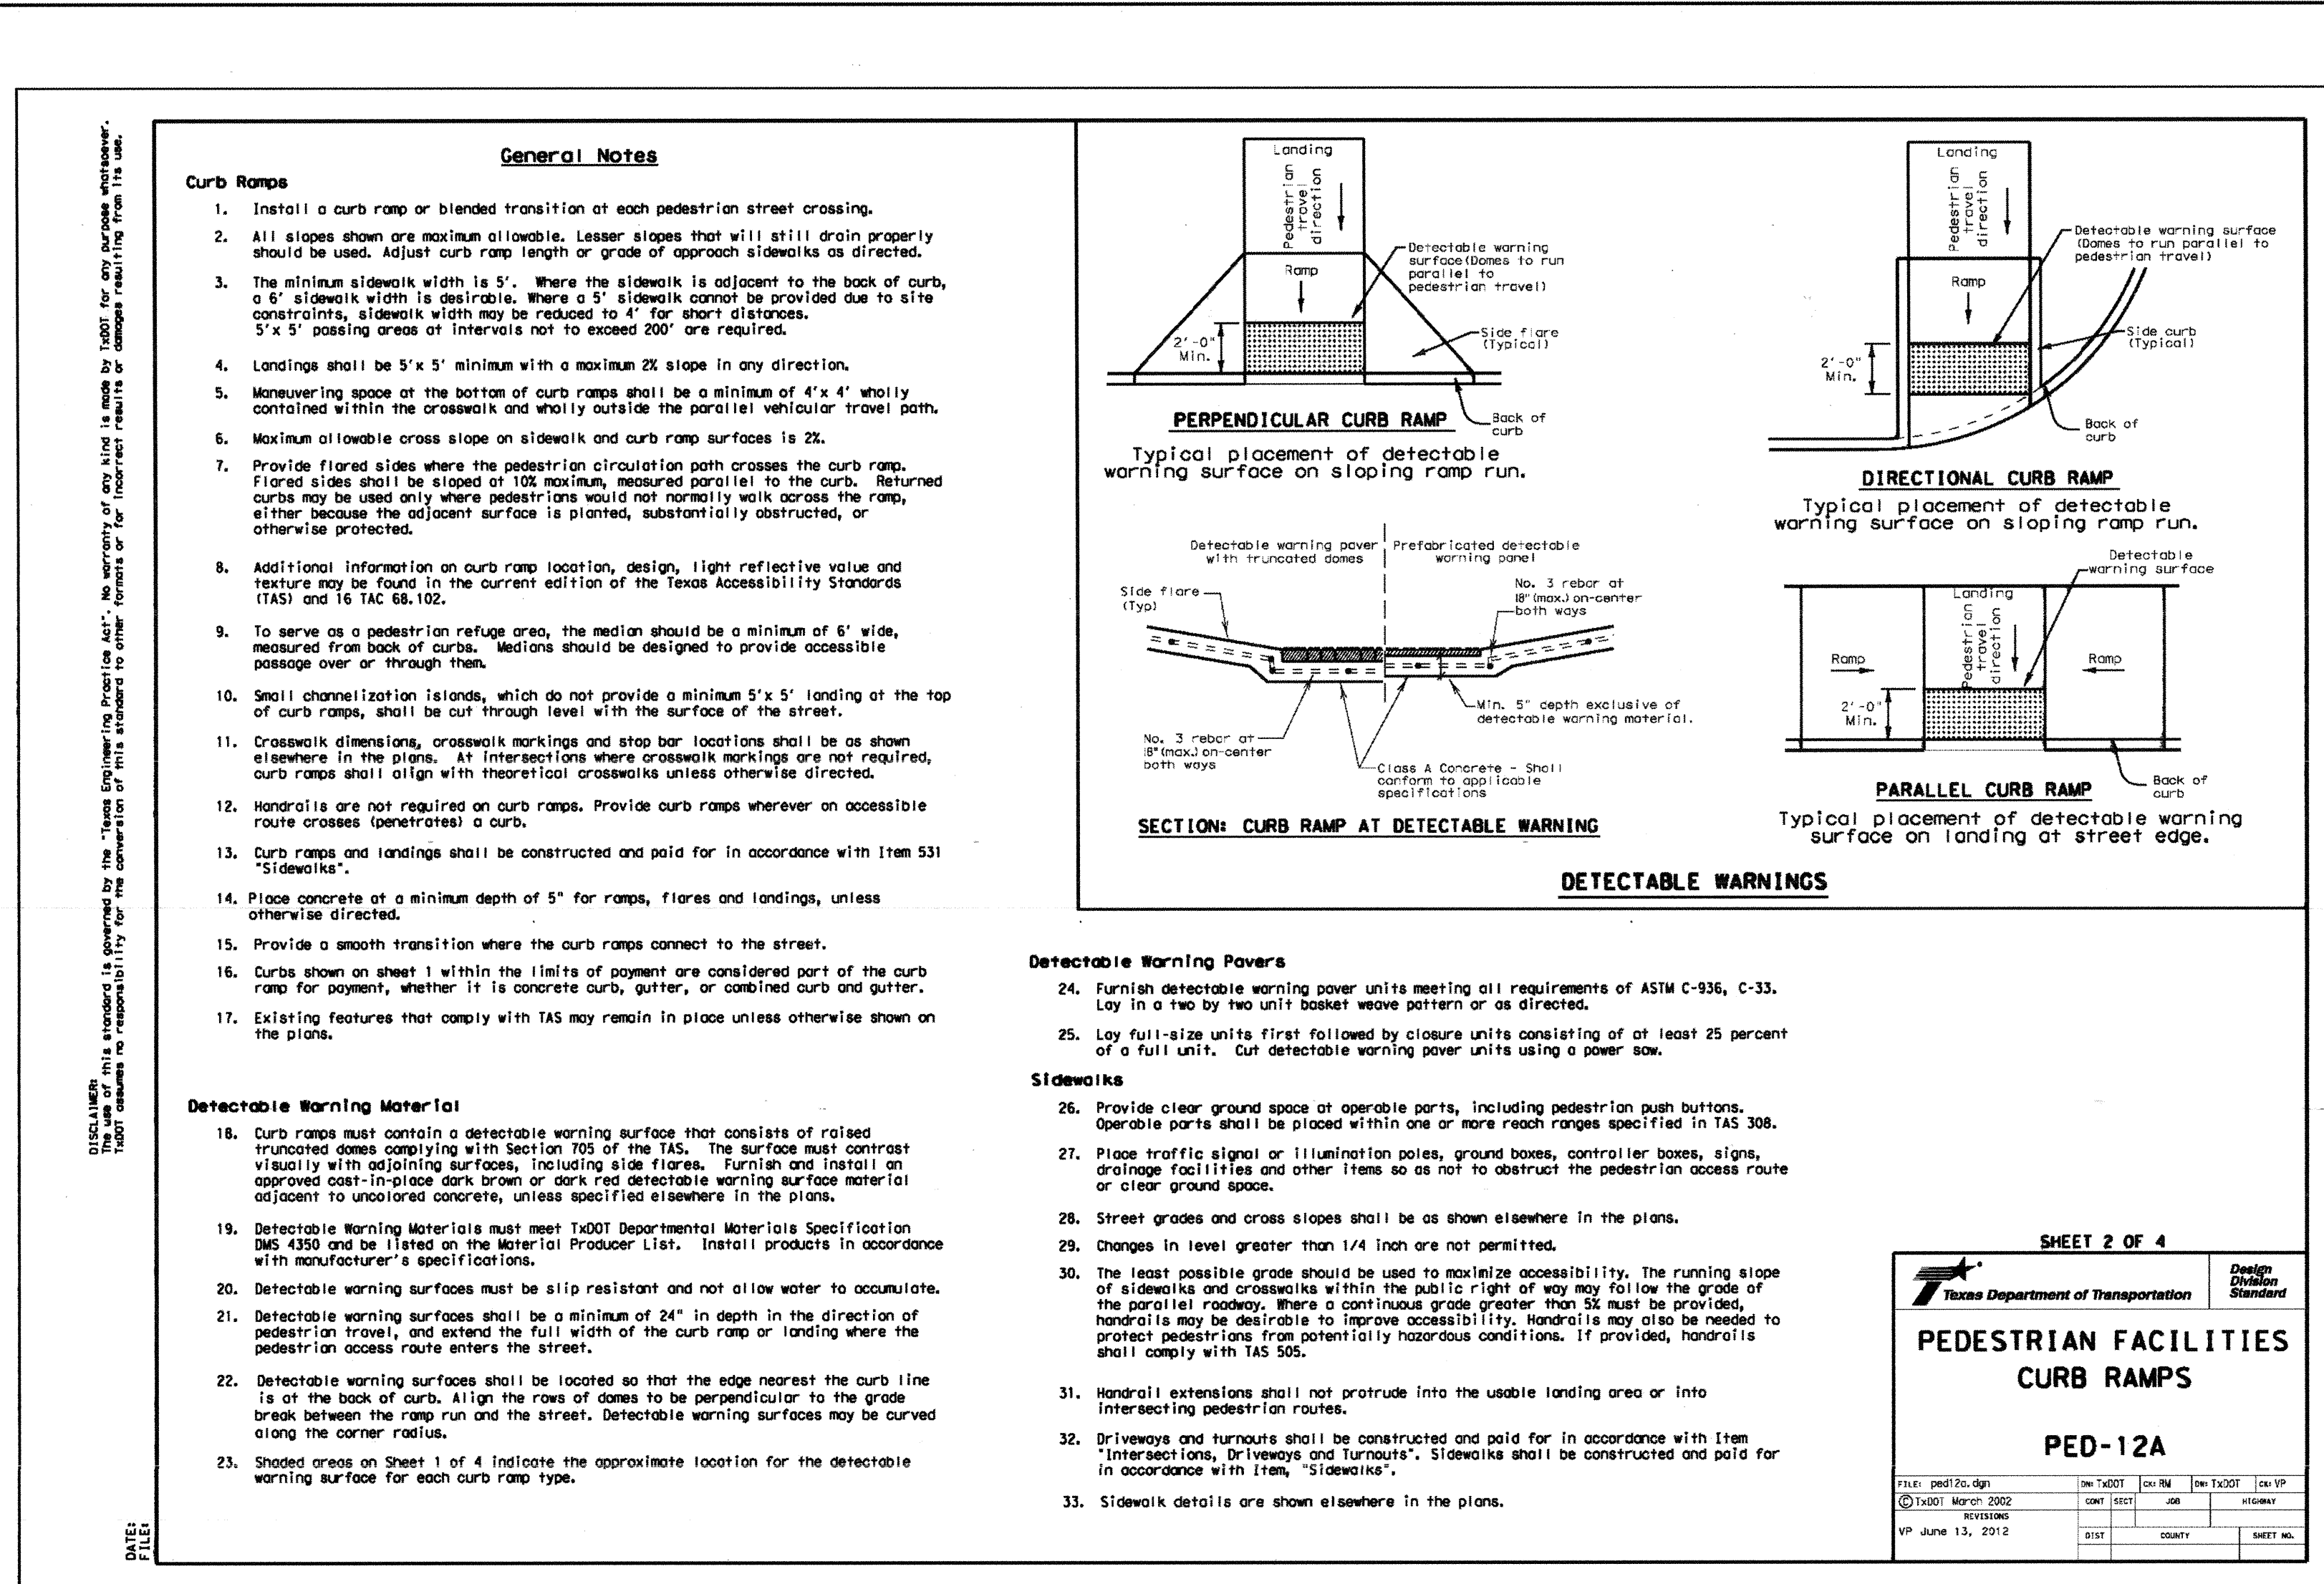 DISCLAIMER:
The use of this standard is governed by the "Texas Engineering Practice Act". No warranty of any kind is made by TxDOT for any purpose whatsoever.
TxDOT assumes no responsibility for the conversion of this standard to other formats or for incorrect results or damages resulting from its use.
DATE:
FILE:
General Notes
Curb Ramps
1. Install a curb ramp or blended transition at each pedestrian street crossing.
2. All slopes shown are maximum allowable. Lesser slopes that will still drain properly
should be used. Adjust curb ramp length or grade of approach sidewalks as directed.
3. The minimum sidewalk width is 5'. Where the sidewalk is adjacent to the back of curb,
a 6' sidewalk width is desirable. Where a 5' sidewalk cannot be provided due to site
constraints, sidewalk width may be reduced to 4' for short distances.
5'x 5' passing areas at intervals not to exceed 200' are required.
4. Landings shall be 5'x 5' minimum with a maximum 2% slope in any direction.
5. Maneuvering space at the bottom of curb ramps shall be a minimum of 4'x 4' wholly
contained within the crosswalk and wholly outside the parallel vehicular travel path.
6. Maximum allowable cross slope on sidewalk and curb ramp surfaces is 2%.
7. Provide flared sides where the pedestrian circulation path crosses the curb ramp.
Flared sides shall be sloped at 10% maximum, measured parallel to the curb. Returned
curbs may be used only where pedestrians would not normally walk across the ramp,
either because the adjacent surface is planted, substantially obstructed, or
otherwise protected.
8. Additional information on curb ramp location, design, light reflective value and
texture may be found in the current edition of the Texas Accessibility Standards
(TAS) and 16 TAC 68.102.
9. To serve as a pedestrian refuge area, the median should be a minimum of 6' wide,
measured from back of curbs. Medians should be designed to provide accessible
passage over or through them.
10. Small channelization islands, which do not provide a minimum 5'x 5' landing at the top
of curb ramps, shall be cut through level with the surface of the street.
11. Crosswalk dimensions, crosswalk markings and stop bar locations shall be as shown
elsewhere in the plans. At intersections where crosswalk markings are not required,
curb ramps shall align with theoretical crosswalks unless otherwise directed.
12. Handrails are not required on curb ramps. Provide curb ramps wherever an accessible
route crosses (penetrates) a curb.
13. Curb ramps and landings shall be constructed and paid for in accordance with Item 531
"Sidewalks".
14. Place concrete at a minimum depth of 5" for ramps, flares and landings, unless
otherwise directed.
15. Provide a smooth transition where the curb ramps connect to the street.
16. Curbs shown on sheet 1 within the limits of payment are considered part of the curb
ramp for payment, whether it is concrete curb, gutter, or combined curb and gutter.
17. Existing features that comply with TAS may remain in place unless otherwise shown on
the plans.
Detectable Warning Material
18. Curb ramps must contain a detectable warning surface that consists of raised
truncated domes complying with Section 705 of the TAS. The surface must contrast
visually with adjoining surfaces, including side flares. Furnish and install an
approved cast-in-place dark brown or dark red detectable warning surface material
adjacent to uncolored concrete, unless specified elsewhere in the plans.
19. Detectable Warning Materials must meet TxDOT Departmental Materials Specification
DMS 4350 and be listed on the Material Producer List. Install products in accordance
with manufacturer's specifications.
20. Detectable warning surfaces must be slip resistant and not allow water to accumulate.
21. Detectable warning surfaces shall be a minimum of 24" in depth in the direction of
pedestrian travel, and extend the full width of the curb ramp or landing where the
pedestrian access route enters the street.
22. Detectable warning surfaces shall be located so that the edge nearest the curb line
is at the back of curb. Align the rows of domes to be perpendicular to the grade
break between the ramp run and the street. Detectable warning surfaces may be curved
along the corner radius.
23. Shaded areas on Sheet 1 of 4 indicate the approximate location for the detectable
warning surface for each curb ramp type.
Landing
Pedestrian
travel
direction
Ramp
Detectable warning
surface(Domes to run
parallel to
pedestrian travel)
2'-0"
Min.
Side flare
(Typical)
Back of
curb
PERPENDICULAR CURB RAMP
Typical placement of detectable
warning surface on sloping ramp run.
Landing
Pedestrian
travel
direction
Ramp
Detectable warning surface
(Domes to run parallel to
pedestrian travel)
Side curb
(Typical)
2'-0"
Min.
Back of
curb
DIRECTIONAL CURB RAMP
Typical placement of detectable
warning surface on sloping ramp run.
Detectable warning paver
with truncated domes
Prefabricated detectable
warning panel
Side flare
(Typ)
No. 3 rebar at
18"(max.) on-center
both ways
Min. 5" depth exclusive of
detectable warning material.
No. 3 rebar at
18"(max.) on-center
both ways
Class A Concrete - Shall
conform to applicable
specifications
SECTION: CURB RAMP AT DETECTABLE WARNING
Detectable
warning surface
Landing
Pedestrian
travel
direction
Ramp
Ramp
2'-0"
Min.
Back of
curb
PARALLEL CURB RAMP
Typical placement of detectable warning
surface on landing at street edge.
DETECTABLE WARNINGS
Detectable Warning Pavers
24. Furnish detectable warning paver units meeting all requirements of ASTM C-936, C-33.
Lay in a two by two unit basket weave pattern or as directed.
25. Lay full-size units first followed by closure units consisting of at least 25 percent
of a full unit. Cut detectable warning paver units using a power saw.
Sidewalks
26. Provide clear ground space at operable parts, including pedestrian push buttons.
Operable parts shall be placed within one or more reach ranges specified in TAS 308.
27. Place traffic signal or illumination poles, ground boxes, controller boxes, signs,
drainage facilities and other items so as not to obstruct the pedestrian access route
or clear ground space.
28. Street grades and cross slopes shall be as shown elsewhere in the plans.
29. Changes in level greater than 1/4 inch are not permitted.
30. The least possible grade should be used to maximize accessibility. The running slope
of sidewalks and crosswalks within the public right of way may follow the grade of
the parallel roadway. Where a continuous grade greater than 5% must be provided,
handrails may be desirable to improve accessibility. Handrails may also be needed to
protect pedestrians from potentially hazardous conditions. If provided, handrails
shall comply with TAS 505.
31. Handrail extensions shall not protrude into the usable landing area or into
intersecting pedestrian routes.
32. Driveways and turnouts shall be constructed and paid for in accordance with Item
"Intersections, Driveways and Turnouts". Sidewalks shall be constructed and paid for
in accordance with Item, "Sidewalks".
33. Sidewalk details are shown elsewhere in the plans.
SHEET 2 OF 4
Texas Department of Transportation
Design
Division
Standard
PEDESTRIAN FACILITIES
CURB RAMPS
PED-12A
FILE: ped12a.dgn DN: TxDOT CK: RM DW: TxDOT CK: VP
© TxDOT March 2002 CONT SECT JOB HIGHWAY
REVISIONS
VP June 13, 2012
DIST COUNTY SHEET NO.